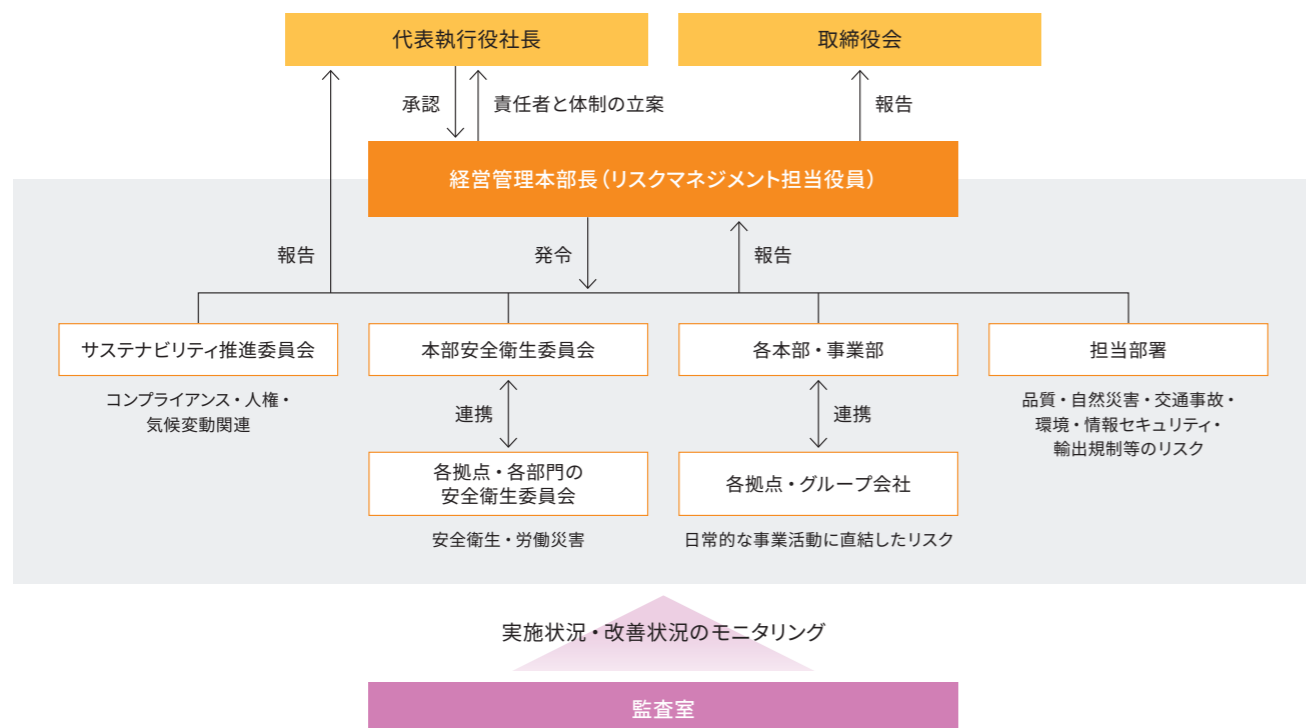 代表執行役社長
取締役会
承認
責任者と体制の立案
報告
経営管理本部長（リスクマネジメント担当役員）
報告
発令
報告
サステナビリティ推進委員会
本部安全衛生委員会
各本部・事業部
担当部署
コンプライアンス・人権・
気候変動関連
連携
連携
品質・自然災害・交通事故・
環境・情報セキュリティ・
輸出規制等のリスク
各拠点・各部門の
安全衛生委員会
各拠点・グループ会社
安全衛生・労働災害
日常的な事業活動に直結したリスク
実施状況・改善状況のモニタリング
監査室